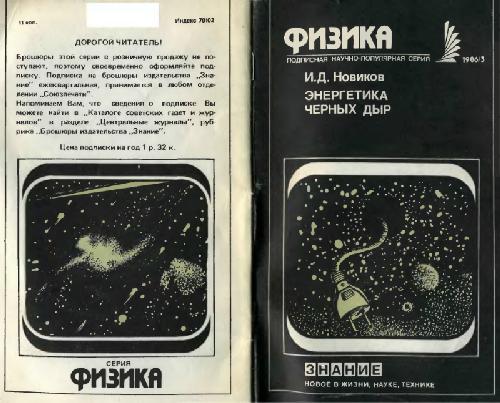 11 коп.
Индекс 70102
ДОРОГОЙ ЧИТАТЕЛЬ!
Брошюры этой серии в розничную продажу не по-
ступают, поэтому своевременно оформляйте под-
писку. Подписка на брошюры издательства „Зна-
ние" ежеквартальная, принимается в любом отде-
лении „Союзпечати".
Напоминаем Вам, что сведения о подписке Вы
можете найти в „Каталоге советских газет и жур-
налов" в разделе „Центральные журналы", руб-
рика „Брошюры издательства „Знание".
Цена подписки на год 1 р. 32 к.
СЕРИЯ
ФИЗИКА
ФИЗИКА
ПОДПИСНАЯ НАУЧНО-ПОПУЛЯРНАЯ СЕРИЯ
1986/3
И.Д. Новиков
ЭНЕРГЕТИКА
ЧЕРНЫХ ДЫР
ЗНАНИЕ
НОВОЕ В ЖИЗНИ, НАУКЕ, ТЕХНИКЕ